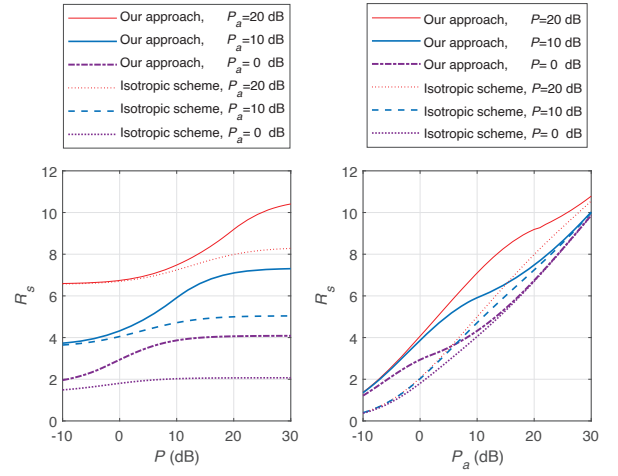 Our approach, P_a=20 dB
Our approach, P_a=10 dB
Our approach, P_a= 0 dB
Isotropic scheme, P_a=20 dB
Isotropic scheme, P_a=10 dB
Isotropic scheme, P_a= 0 dB
Our approach, P=20 dB
Our approach, P=10 dB
Our approach, P= 0 dB
Isotropic scheme, P=20 dB
Isotropic scheme, P=10 dB
Isotropic scheme, P= 0 dB
12
10
8
6
4
2
0
R_s
-10 0 10 20 30
P (dB)
12
10
8
6
4
2
0
R_s
-10 0 10 20 30
P_a (dB)